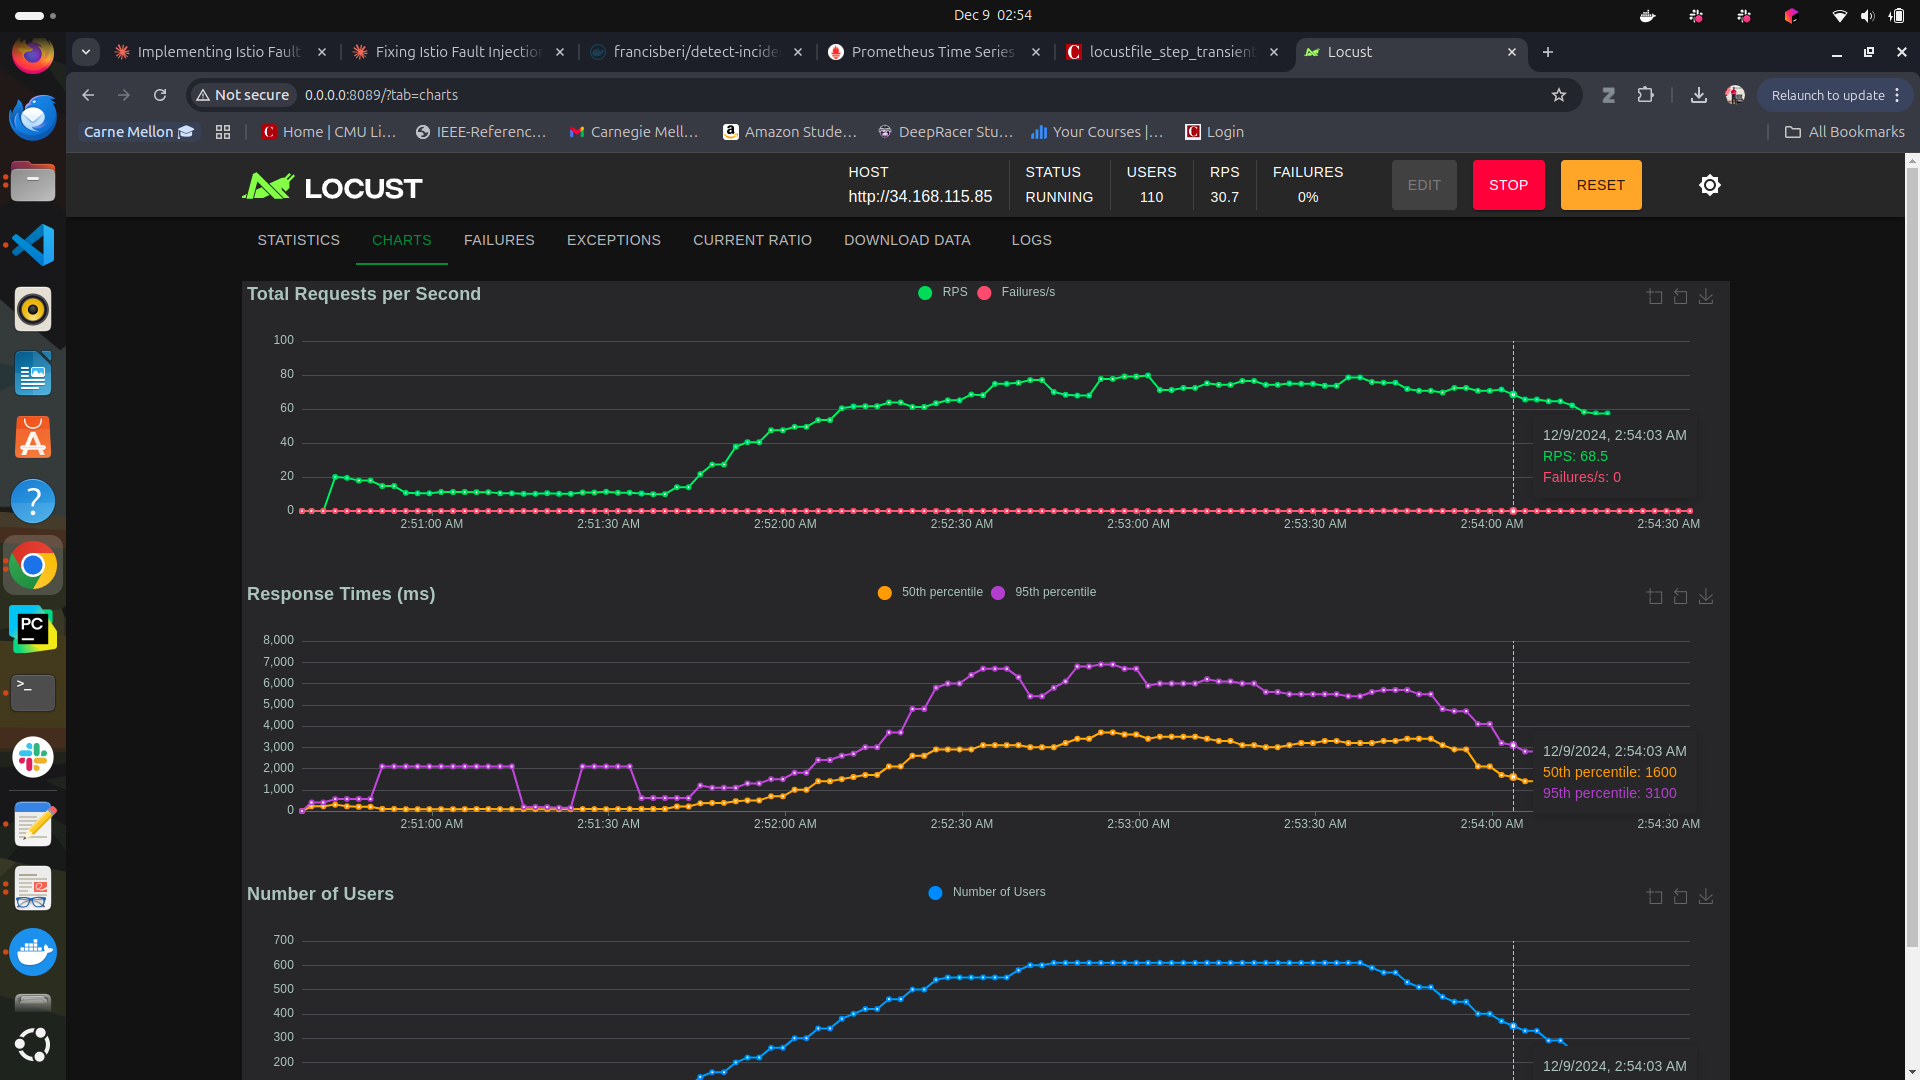 Dec 9 02:54
Implementing Istio Fault
Fixing Istio Fault Injection
francisberi/detect-incide
Prometheus Time Series
locustfile_step_transient
Locust
Not secure
0.0.0.0:8089/?tab=charts
Relaunch to update
Carne Mellon
Home | CMU Li...
IEEE-Referenc...
Carnegie Mell...
Amazon Stude...
DeepRacer Stu...
Your Courses |...
Login
All Bookmarks
LOCUST
HOST
http://34.168.115.85
STATUS
RUNNING
USERS
110
RPS
30.7
FAILURES
0%
EDIT
STOP
RESET
STATISTICS
CHARTS
FAILURES
EXCEPTIONS
CURRENT RATIO
DOWNLOAD DATA
LOGS
Total Requests per Second
RPS
Failures/s
100
80
60
40
20
0
2:51:00 AM
2:51:30 AM
2:52:00 AM
2:52:30 AM
2:53:00 AM
2:53:30 AM
2:54:00 AM
2:54:30 AM
12/9/2024, 2:54:03 AM
RPS: 68.5
Failures/s: 0
Response Times (ms)
50th percentile
95th percentile
8,000
7,000
6,000
5,000
4,000
3,000
2,000
1,000
0
2:51:00 AM
2:51:30 AM
2:52:00 AM
2:52:30 AM
2:53:00 AM
2:53:30 AM
2:54:00 AM
2:54:30 AM
12/9/2024, 2:54:03 AM
50th percentile: 1600
95th percentile: 3100
Number of Users
Number of Users
700
600
500
400
300
200
12/9/2024, 2:54:03 AM
PC